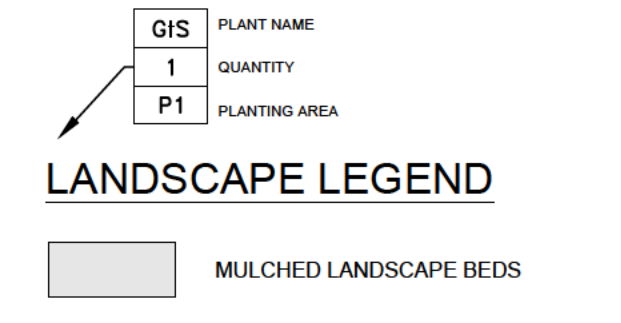 GtS PLANT NAME
1 QUANTITY
P1 PLANTING AREA
LANDSCAPE LEGEND
MULCHED LANDSCAPE BEDS